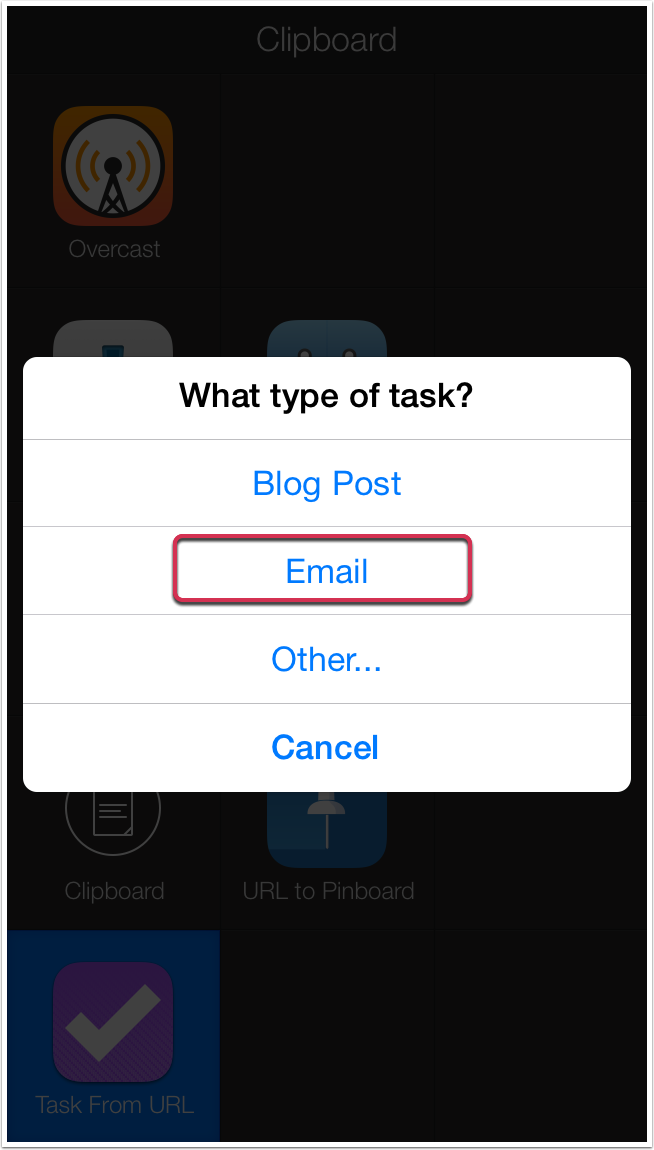 Clipboard
Overcast
What type of task?
Blog Post
Email
Other...
Cancel
Clipboard
URL to Pinboard
Task From URL